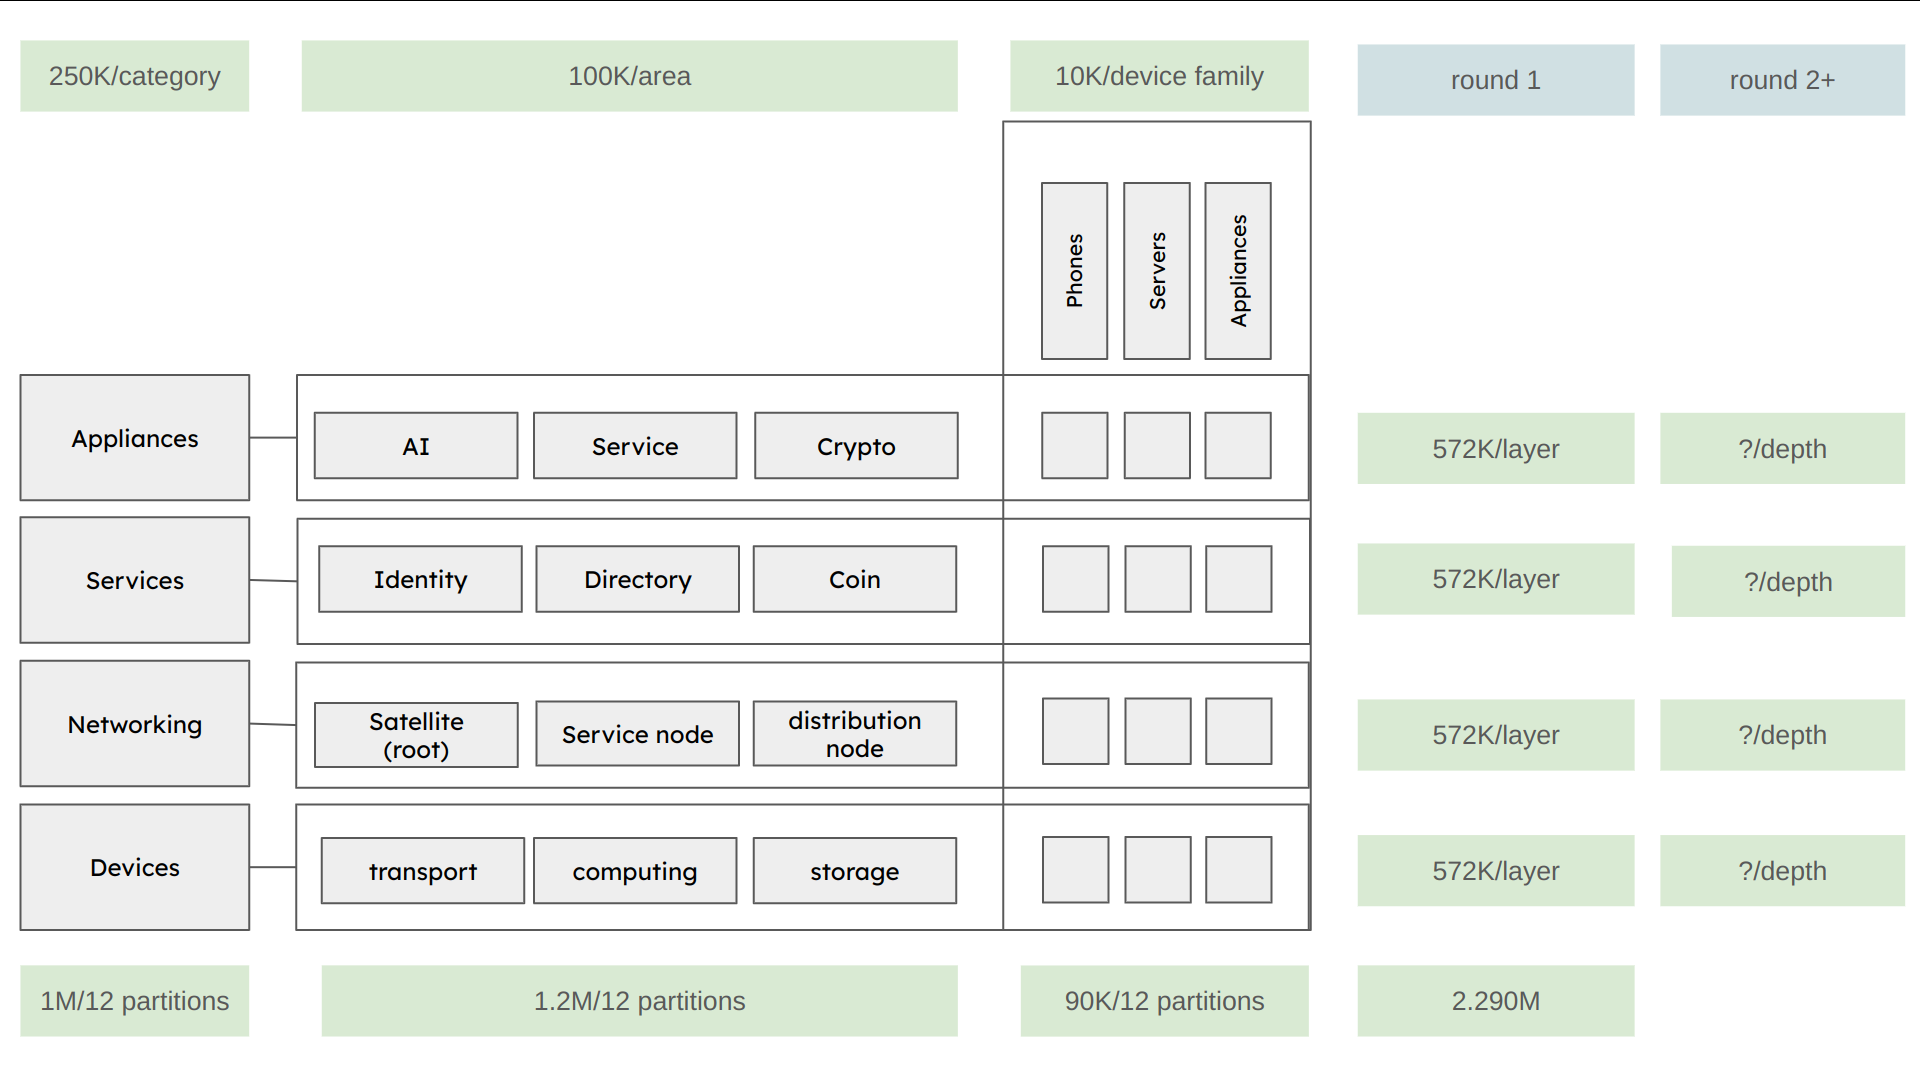 250K/category
100K/area
10K/device family
round 1
round 2+
Phones
Servers
Appliances
Appliances
AI
Service
Crypto
572K/layer
?/depth
Services
Identity
Directory
Coin
572K/layer
?/depth
Networking
Satellite
(root)
Service node
distribution
node
572K/layer
?/depth
Devices
transport
computing
storage
572K/layer
?/depth
1M/12 partitions
1.2M/12 partitions
90K/12 partitions
2.290M